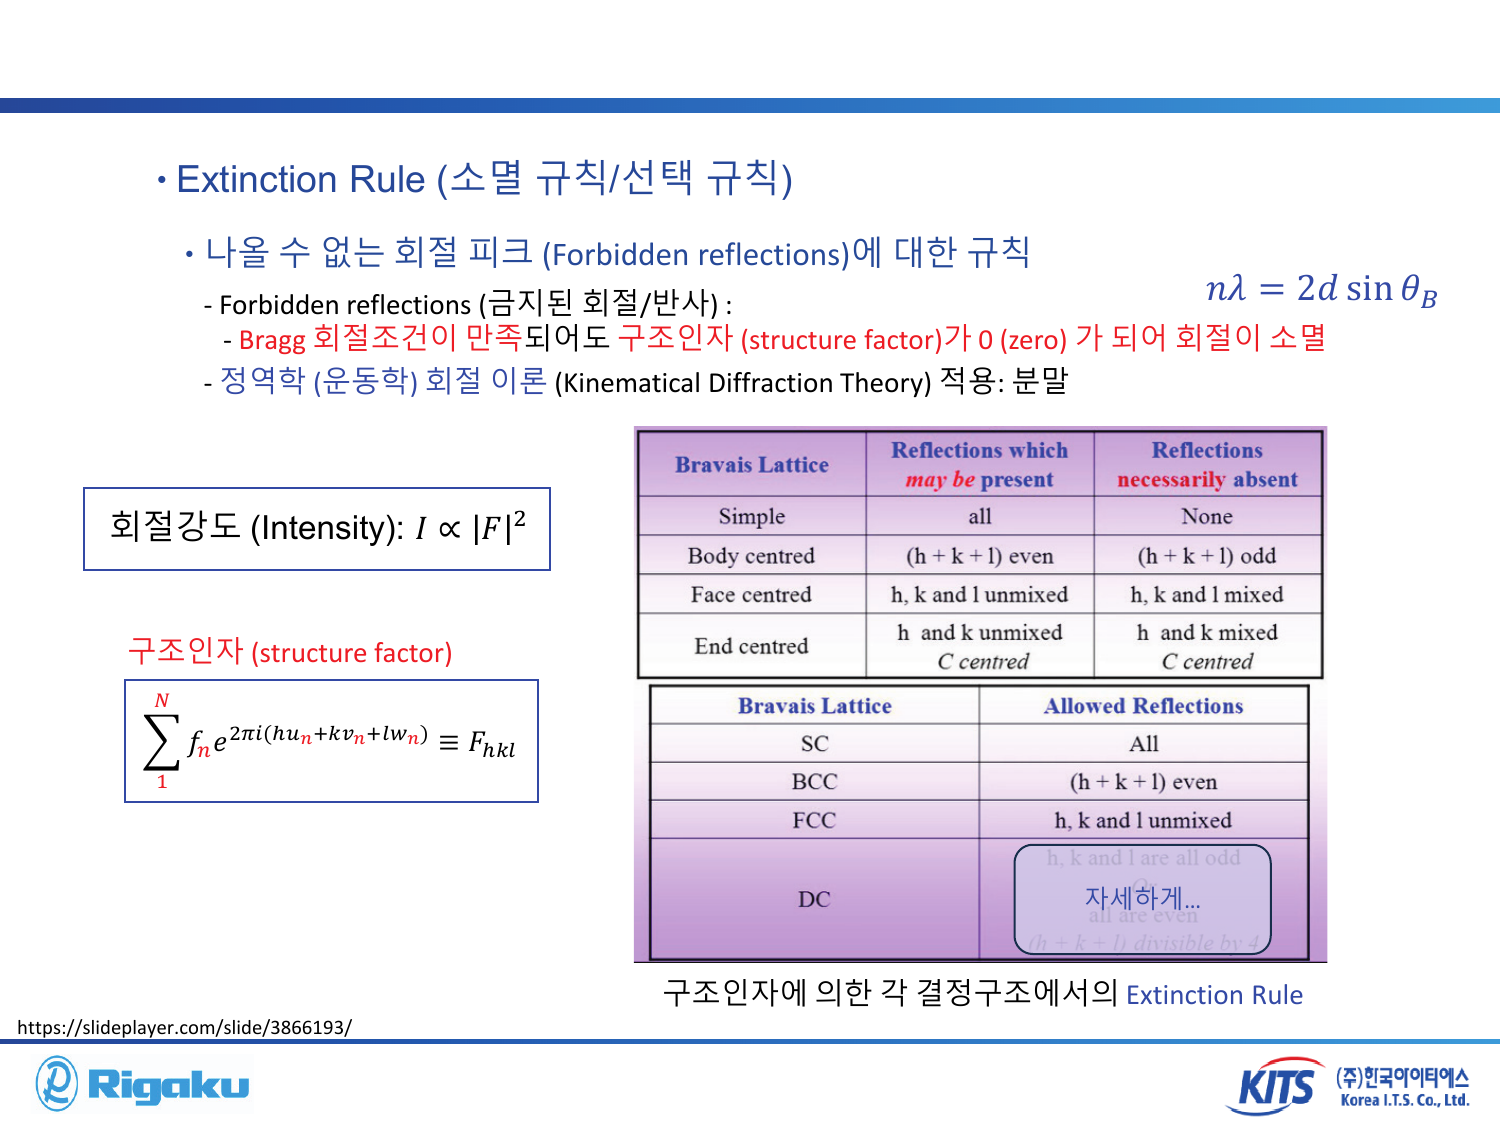 • Extinction Rule (소멸 규칙/선택 규칙)
• 나올 수 없는 회절 피크 (Forbidden reflections)에 대한 규칙
nλ = 2d sin θ_B
- Forbidden reflections (금지된 회절/반사) :
- Bragg 회절조건이 만족되어도 구조인자 (structure factor)가 0 (zero) 가 되어 회절이 소멸
- 정역학 (운동학) 회절 이론 (Kinematical Diffraction Theory) 적용: 분말
회절강도 (Intensity): I ∝ |F|²
구조인자 (structure factor)
∑_1^N f_n e^{2πi(hu_n+kv_n+lw_n)} ≡ F_{hkl}
Bravais Lattice | Reflections which may be present | Reflections necessarily absent
Simple | all | None
Body centred | (h + k + l) even | (h + k + l) odd
Face centred | h, k and l unmixed | h, k and l mixed
End centred | h and k unmixed C centred | h and k mixed C centred
Bravais Lattice | Allowed Reflections
SC | All
BCC | (h + k + l) even
FCC | h, k and l unmixed
DC | h, k and l are all odd
Or
all are even
(h + k + l) divisible by 4
자세하게...
구조인자에 의한 각 결정구조에서의 Extinction Rule
https://slideplayer.com/slide/3866193/
Rigaku
KITS (주)한국아이티에스
Korea I.T.S. Co., Ltd.